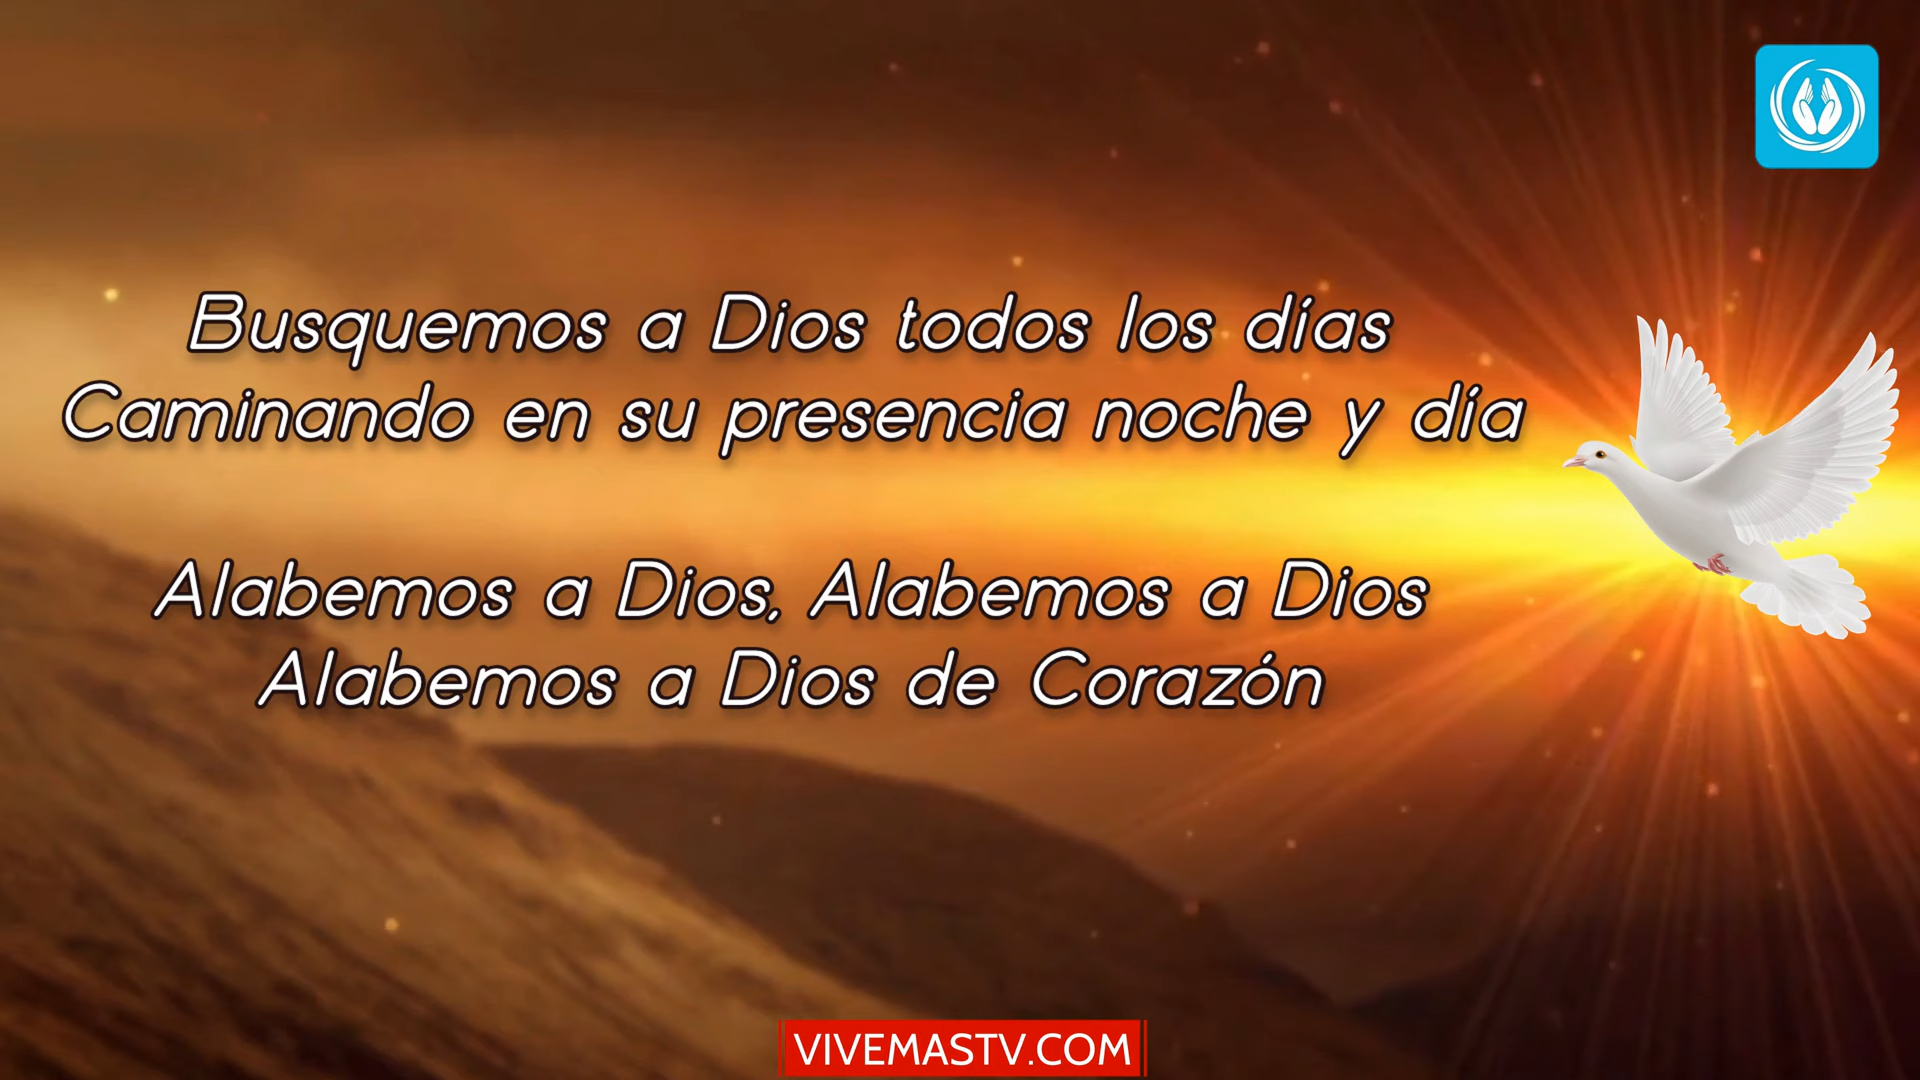 Busquemos a Dios todos los días
Caminando en su presencia noche y día
Alabemos a Dios, Alabemos a Dios
Alabemos a Dios de Corazón
VIVEMASTV.COM